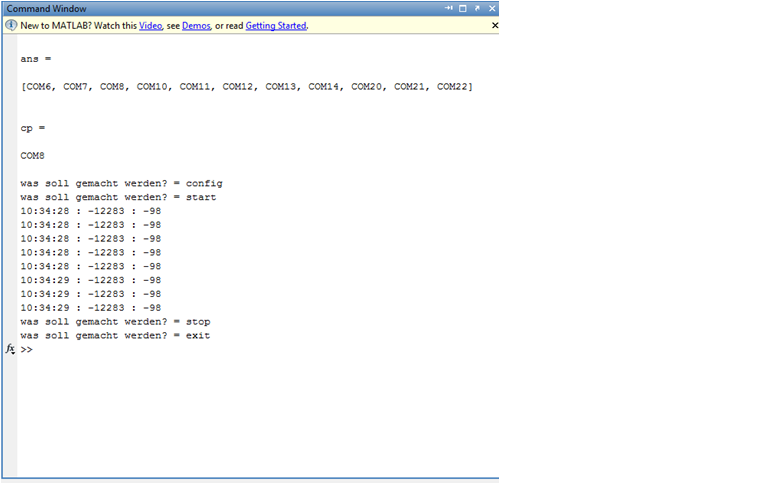 Command Window
New to MATLAB? Watch this Video, see Demos, or read Getting Started.
ans =
[COM6, COM7, COM8, COM10, COM11, COM12, COM13, COM14, COM20, COM21, COM22]
cp =
COM8
was soll gemacht werden? = config
was soll gemacht werden? = start
10:34:28 : -12283 : -98
10:34:28 : -12283 : -98
10:34:28 : -12283 : -98
10:34:28 : -12283 : -98
10:34:28 : -12283 : -98
10:34:29 : -12283 : -98
10:34:29 : -12283 : -98
10:34:29 : -12283 : -98
was soll gemacht werden? = stop
was soll gemacht werden? = exit
fx >>